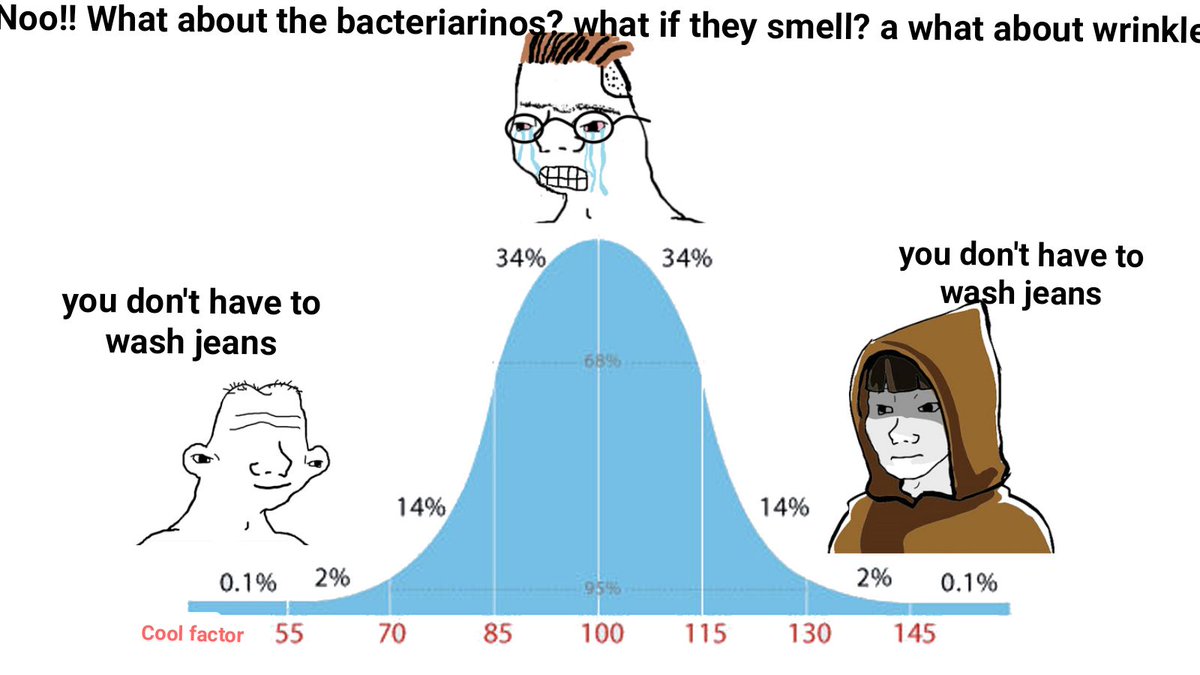 Noo!! What about the bacteriarinos? what if they smell? a what about wrinkle
34%
34%
you don't have to
wash jeans
you don't have to
wash jeans
68%
14%
14%
0.1%
2%
95%
2%
0.1%
Cool factor
55
70
85
100
115
130
145